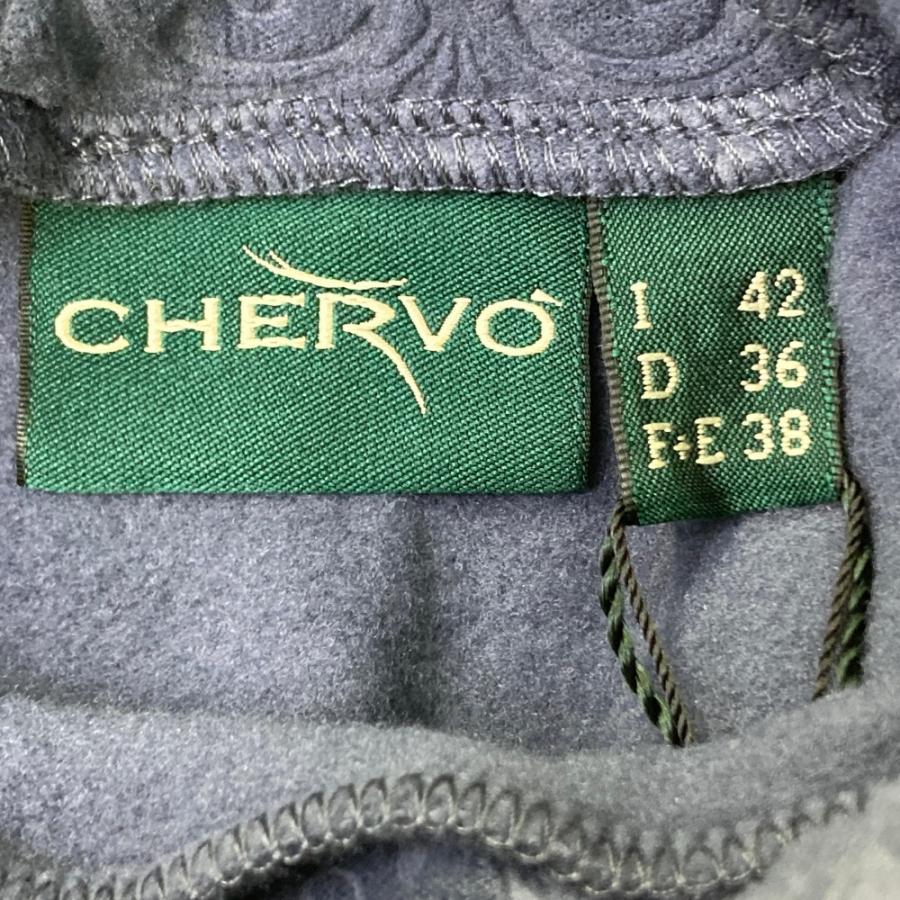 CHERVÒ
I 42
D 36
F+E 38